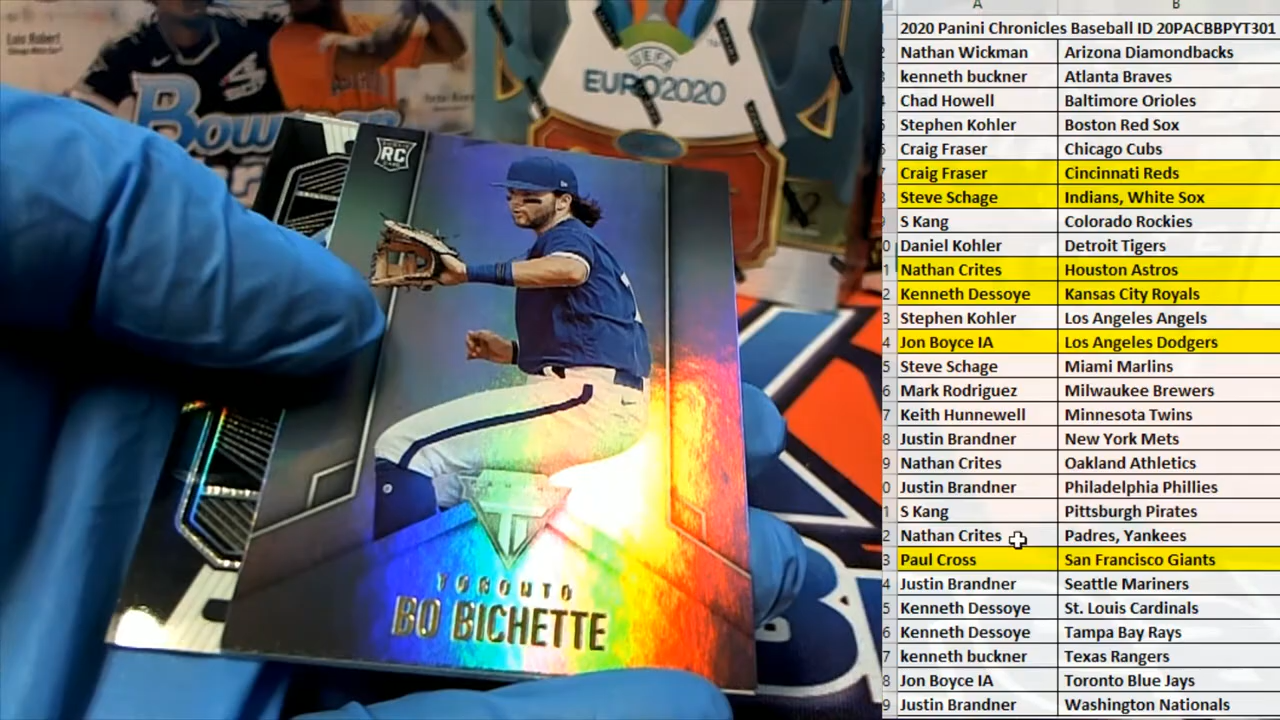 Luis Robert
Bow
UEFA
EURO2020
RC
TORONTO
BO BICHETTE
A B
2020 Panini Chronicles Baseball ID 20PACBBPYT301
Nathan Wickman Arizona Diamondbacks
kenneth buckner Atlanta Braves
Chad Howell Baltimore Orioles
Stephen Kohler Boston Red Sox
Craig Fraser Chicago Cubs
Craig Fraser Cincinnati Reds
Steve Schage Indians, White Sox
S Kang Colorado Rockies
Daniel Kohler Detroit Tigers
Nathan Crites Houston Astros
Kenneth Dessoye Kansas City Royals
Stephen Kohler Los Angeles Angels
Jon Boyce IA Los Angeles Dodgers
Steve Schage Miami Marlins
Mark Rodriguez Milwaukee Brewers
Keith Hunnewell Minnesota Twins
Justin Brandner New York Mets
Nathan Crites Oakland Athletics
Justin Brandner Philadelphia Phillies
S Kang Pittsburgh Pirates
Nathan Crites Padres, Yankees
Paul Cross San Francisco Giants
Justin Brandner Seattle Mariners
Kenneth Dessoye St. Louis Cardinals
Kenneth Dessoye Tampa Bay Rays
kenneth buckner Texas Rangers
Jon Boyce IA Toronto Blue Jays
Justin Brandner Washington Nationals